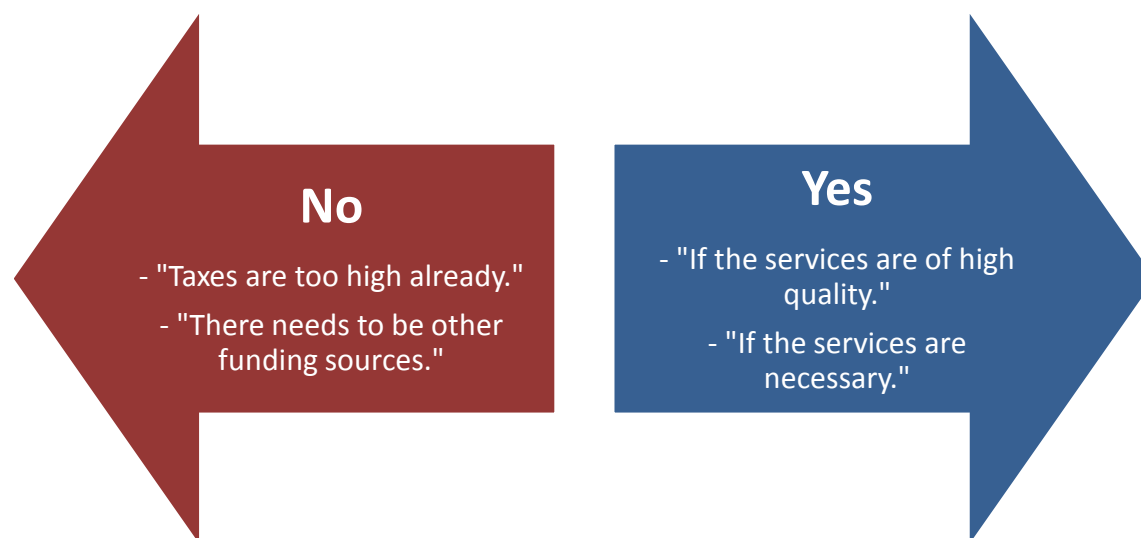 No
- "Taxes are too high already."
- "There needs to be other
funding sources."
Yes
- "If the services are of high
quality."
- "If the services are
necessary."